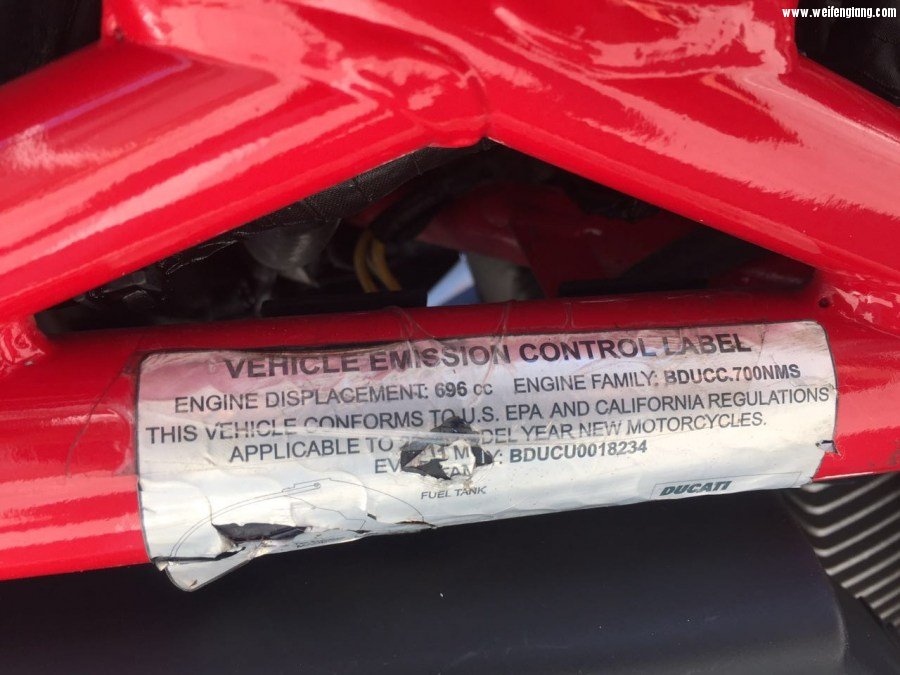 www.weifengtang.com
VEHICLE EMISSION CONTROL LABEL
ENGINE DISPLACEMENT: 696 cc ENGINE FAMILY: BDUCC.700NMS
THIS VEHICLE CONFORMS TO U.S. EPA AND CALIFORNIA REGULATIONS
APPLICABLE TO DEL YEAR NEW MOTORCYCLES.
BDUCU0018234
FUEL TANK
DUCATI